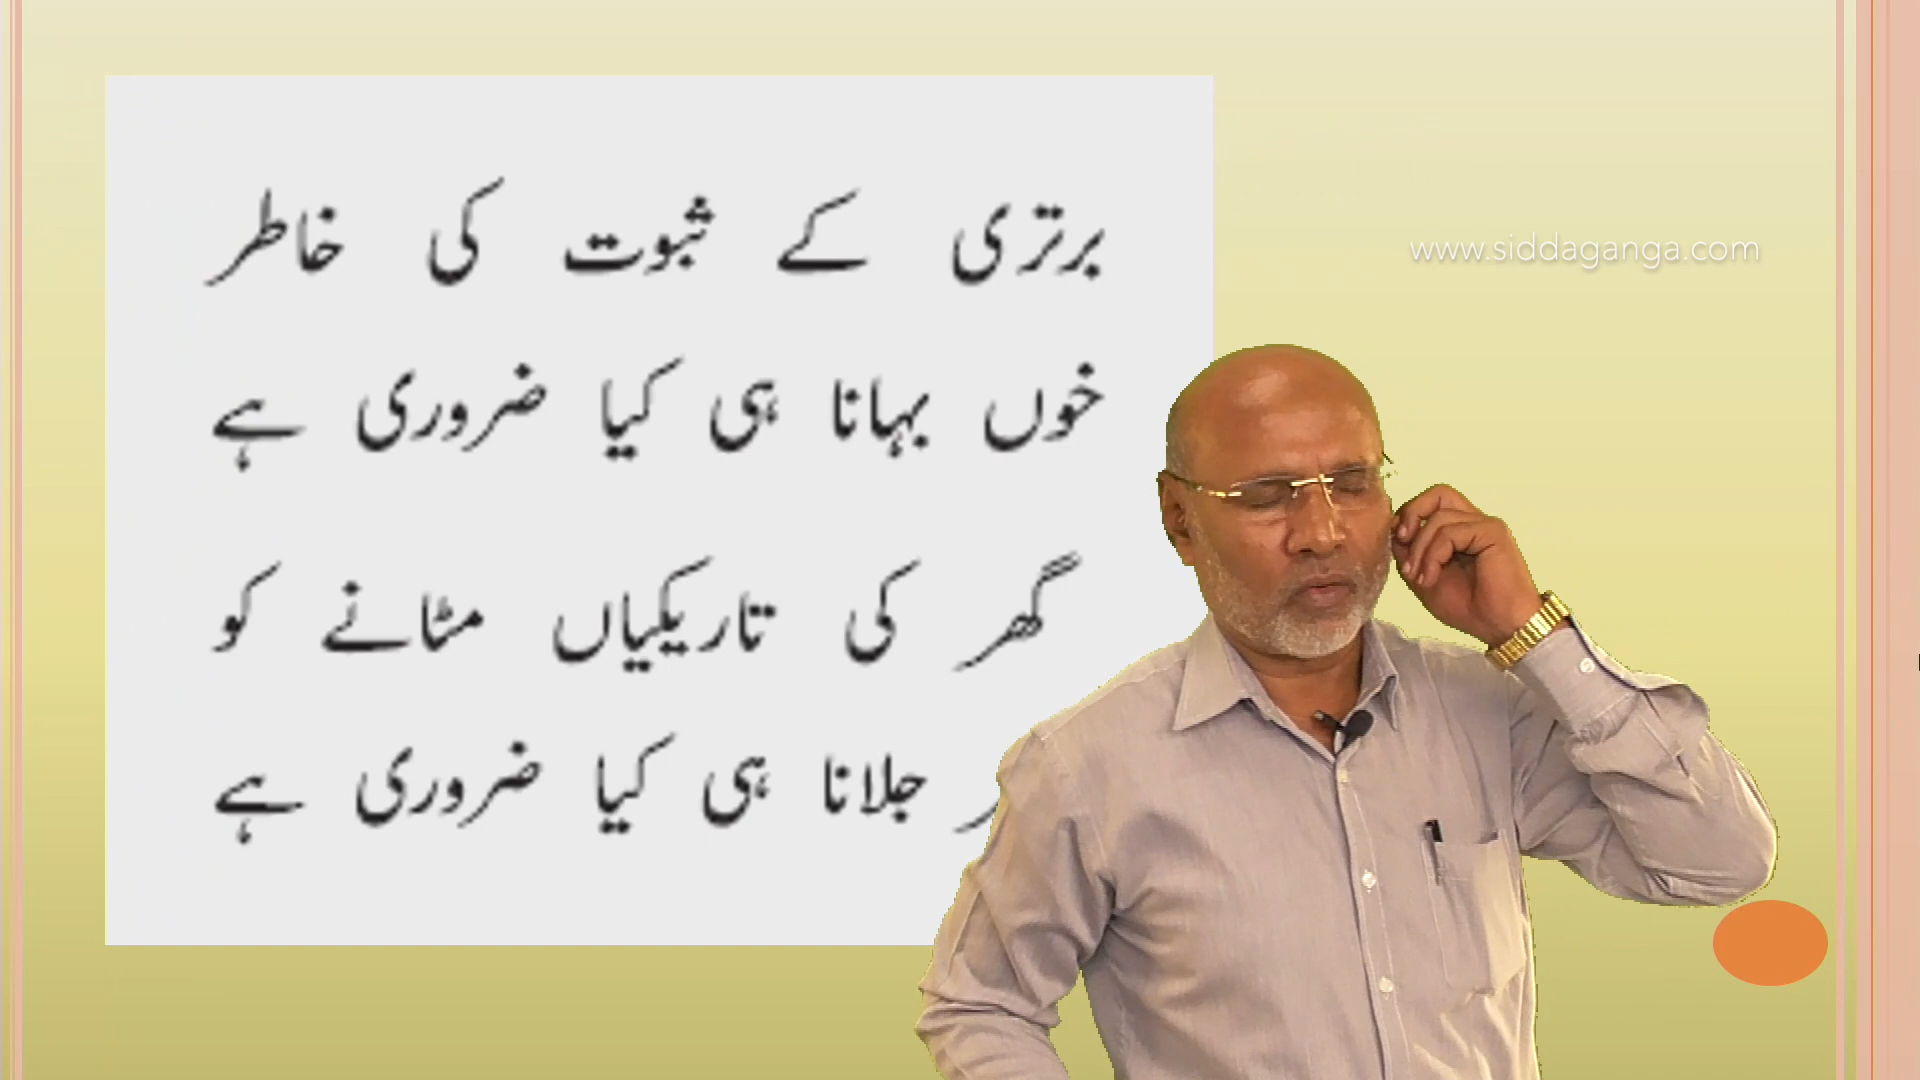 برتری کے ثبوت کی خاطر
خوں بہانا ہی کیا ضروری ہے
گھر کی تاریکیاں مٹانے کو
جلانا ہی کیا ضروری ہے
www.siddaganga.com